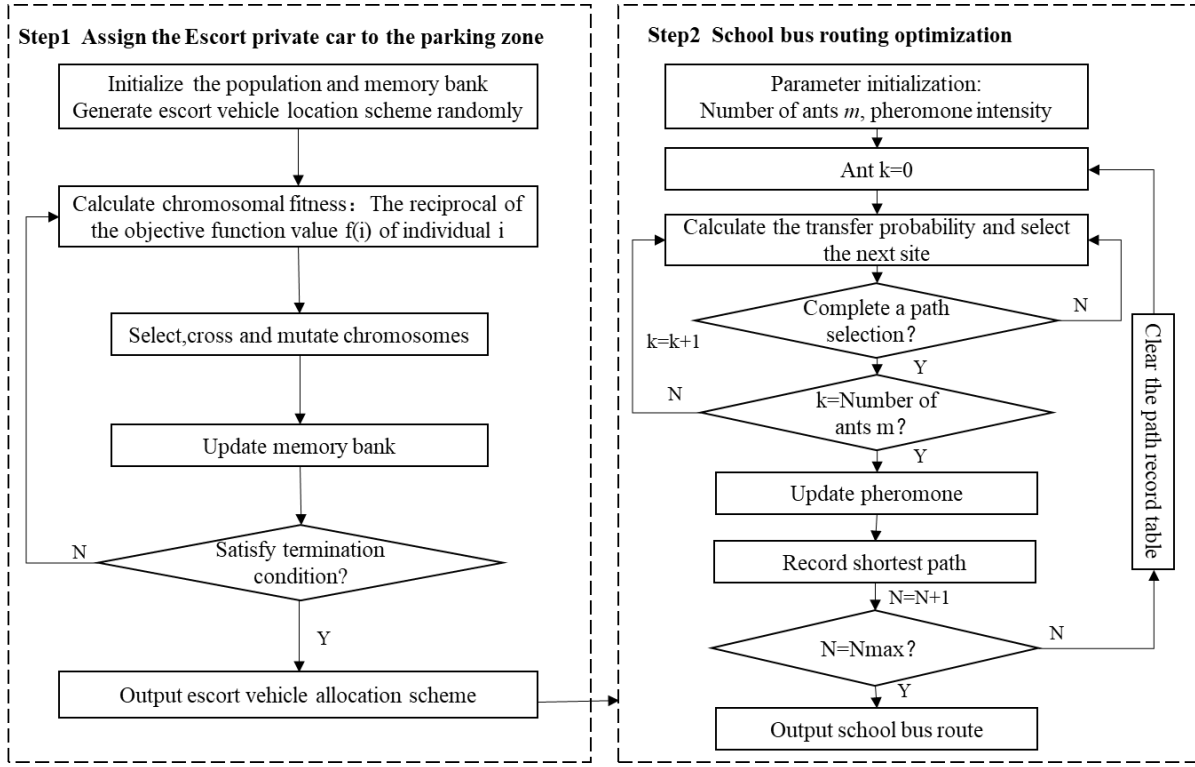 Step1 Assign the Escort private car to the parking zone
Initialize the population and memory bank
Generate escort vehicle location scheme randomly
Calculate chromosomal fitness：The reciprocal of
the objective function value f(i) of individual i
Select,cross and mutate chromosomes
Update memory bank
Satisfy termination
condition?
N
Y
Output escort vehicle allocation scheme
Step2 School bus routing optimization
Parameter initialization:
Number of ants m, pheromone intensity
Ant k=0
Calculate the transfer probability and select
the next site
Complete a path
selection?
N
k=k+1
Y
N
k=Number of
ants m?
Y
Update pheromone
Record shortest path
N=N+1
N=Nmax?
N
Y
Output school bus route
Clear the path record table